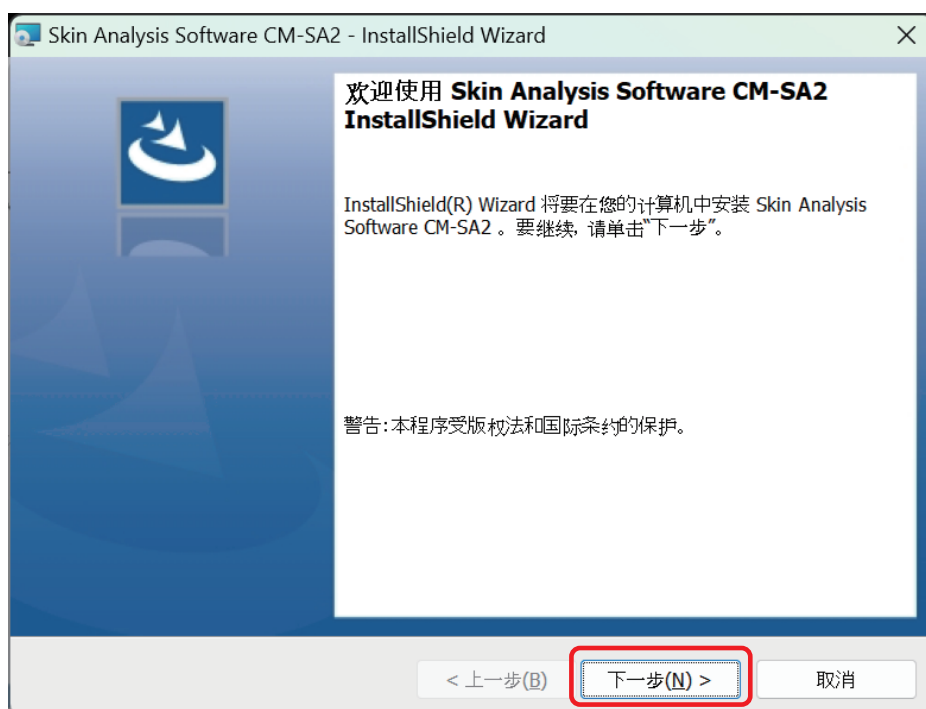 Skin Analysis Software CM-SA2 - InstallShield Wizard
欢迎使用 Skin Analysis Software CM-SA2
InstallShield Wizard
InstallShield(R) Wizard 将要在您的计算机中安装 Skin Analysis
Software CM-SA2 。要继续, 请单击“下一步”。
警告:本程序受版权法和国际条约的保护。
< 上一步(B)
下一步(N) >
取消